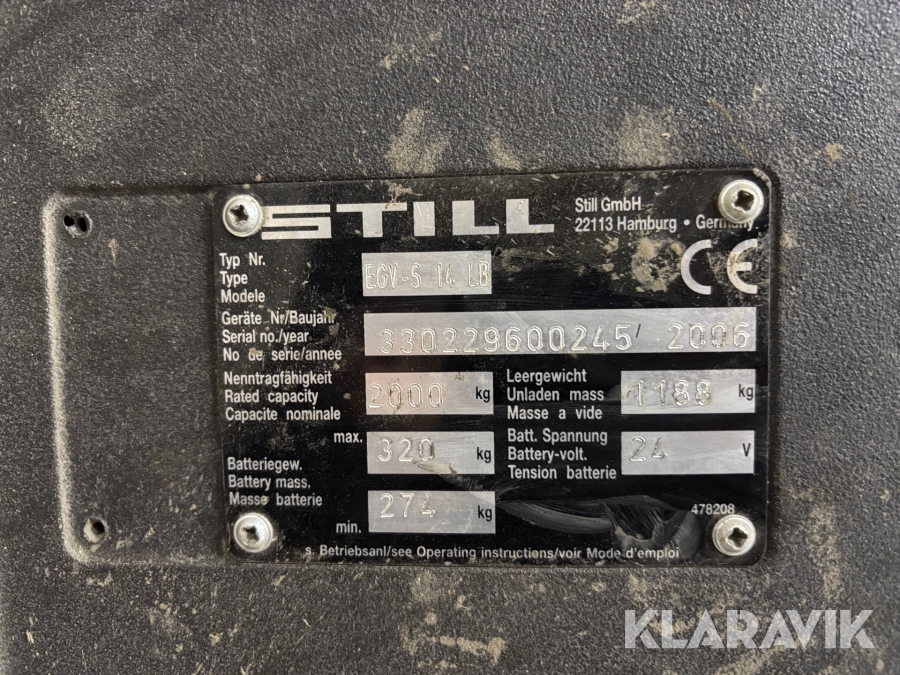 STILL
Still GmbH
22113 Hamburg • Germany
Typ Nr.
Type
Modele
EGV-S 14 LB
CE
Geräte Nr/Baujahr
Serial no./year
No de serie/annee
330229600245/ 2006
Nenntragfähigkeit
Rated capacity
Capacite nominale
2000 kg
Leergewicht
Unladen mass
Masse a vide
1188 kg
max.
320 kg
Batteriegew.
Battery mass.
Masse batterie
min.
274 kg
Batt. Spannung
Battery-volt.
Tension batterie
24 V
478208
s. Betriebsanl/see Operating instructions/voir Mode d'emploi
KLARAVIK